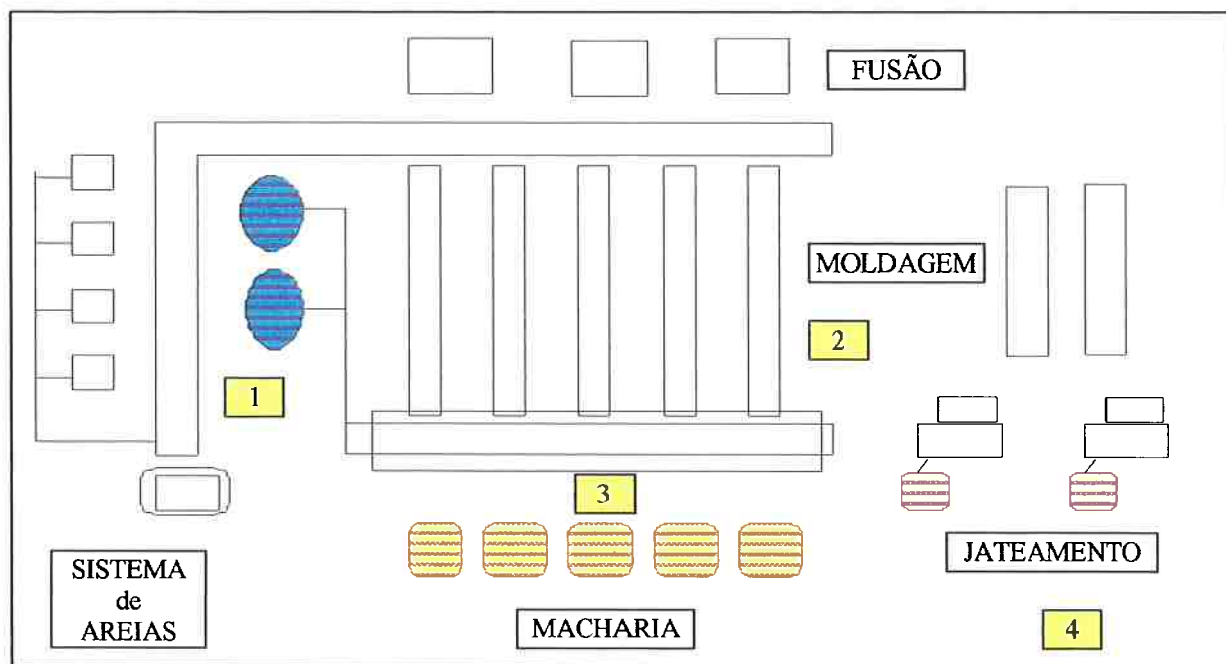 FUSÃO
MOLDAGEM
2
1
3
JATEAMENTO
SISTEMA
de
AREIAS
MACHARIA
4